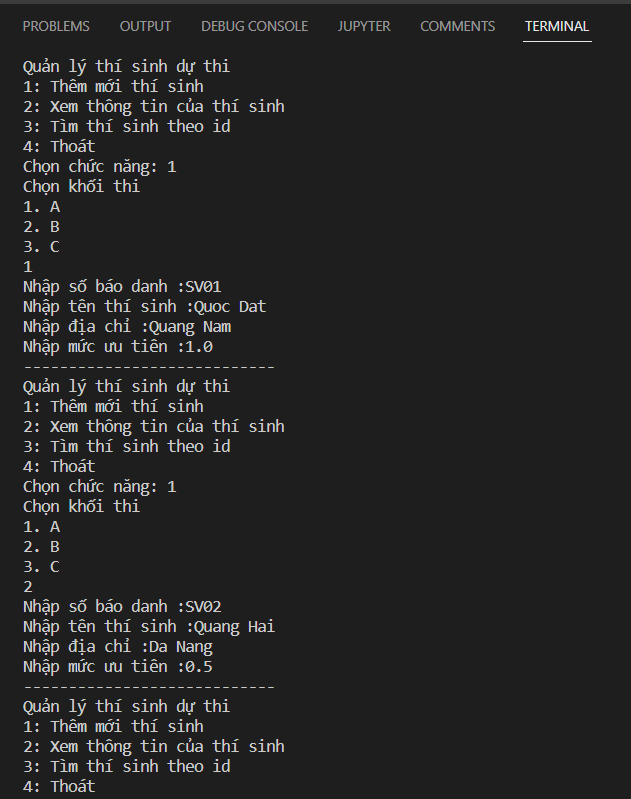 PROBLEMS OUTPUT DEBUG CONSOLE JUPYTER COMMENTS TERMINAL
Quản lý thí sinh dự thi
1: Thêm mới thí sinh
2: Xem thông tin của thí sinh
3: Tìm thí sinh theo id
4: Thoát
Chọn chức năng: 1
Chọn khối thi
1. A
2. B
3. C
1
Nhập số báo danh :SV01
Nhập tên thí sinh :Quoc Dat
Nhập địa chỉ :Quang Nam
Nhập mức ưu tiên :1.0
----------------------------
Quản lý thí sinh dự thi
1: Thêm mới thí sinh
2: Xem thông tin của thí sinh
3: Tìm thí sinh theo id
4: Thoát
Chọn chức năng: 1
Chọn khối thi
1. A
2. B
3. C
2
Nhập số báo danh :SV02
Nhập tên thí sinh :Quang Hai
Nhập địa chỉ :Da Nang
Nhập mức ưu tiên :0.5
----------------------------
Quản lý thí sinh dự thi
1: Thêm mới thí sinh
2: Xem thông tin của thí sinh
3: Tìm thí sinh theo id
4: Thoát